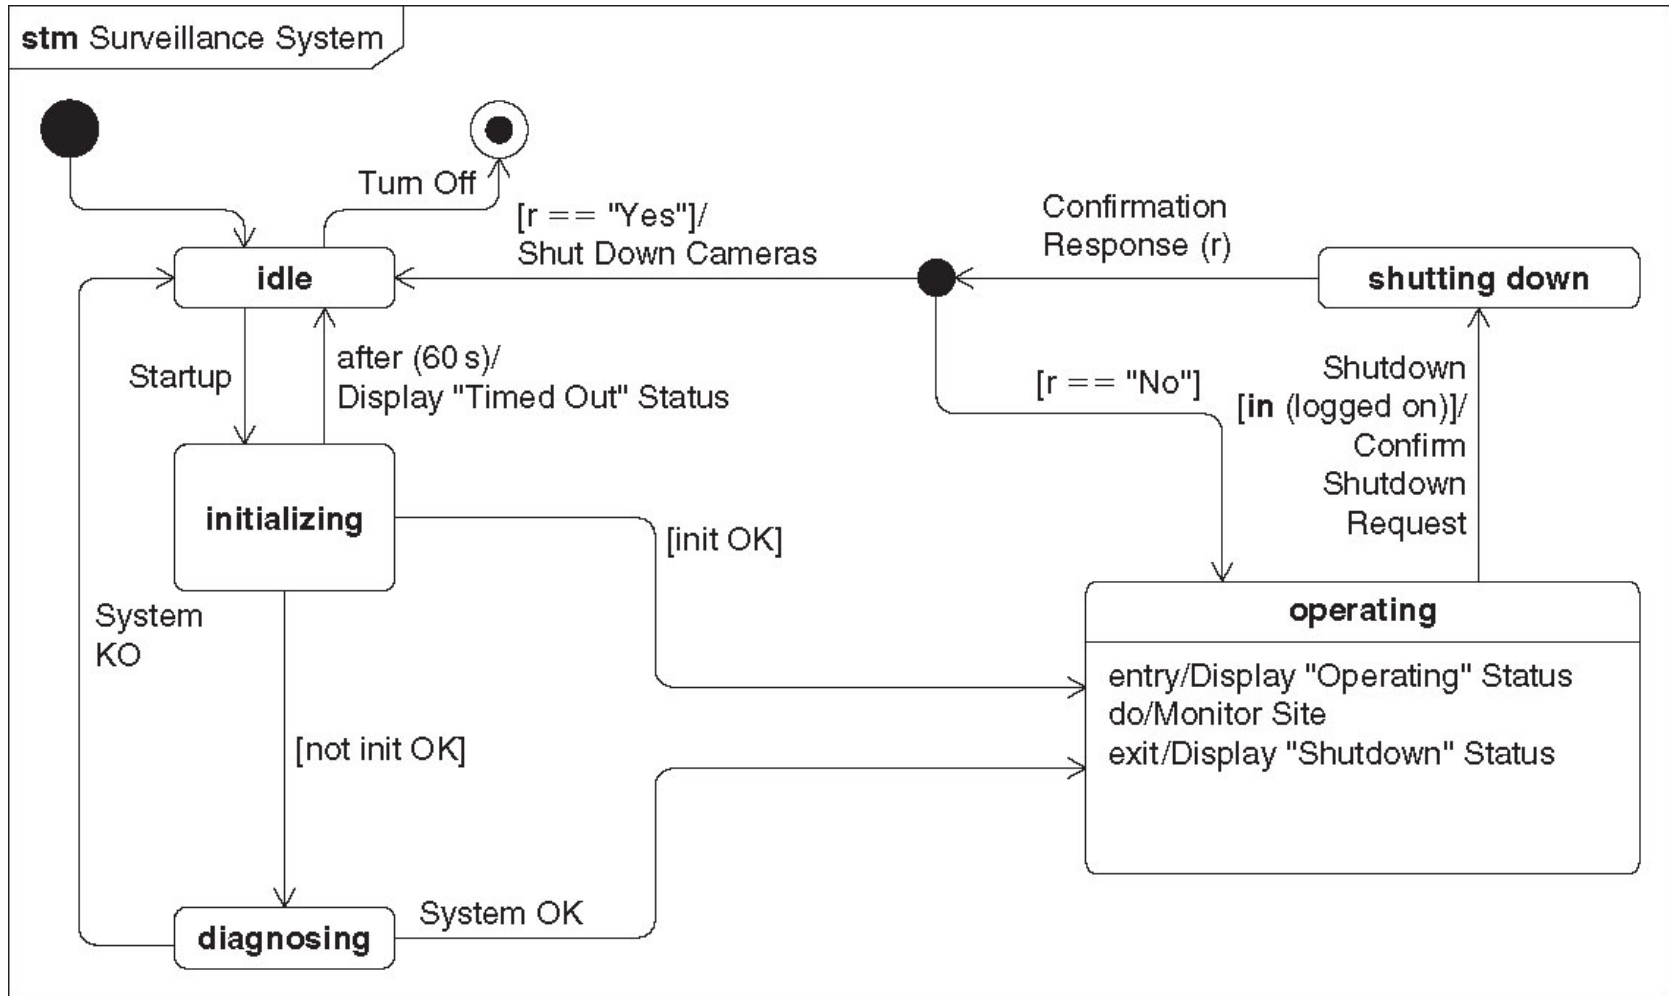 stm Surveillance System
Turn Off
[r == "Yes"]/
Shut Down Cameras
Confirmation
Response (r)
idle
shutting down
Startup
after (60 s)/
Display "Timed Out" Status
[r == "No"]
Shutdown
[in (logged on)]/
Confirm
Shutdown
Request
initializing
[init OK]
System
KO
operating
entry/Display "Operating" Status
do/Monitor Site
exit/Display "Shutdown" Status
[not init OK]
System OK
diagnosing